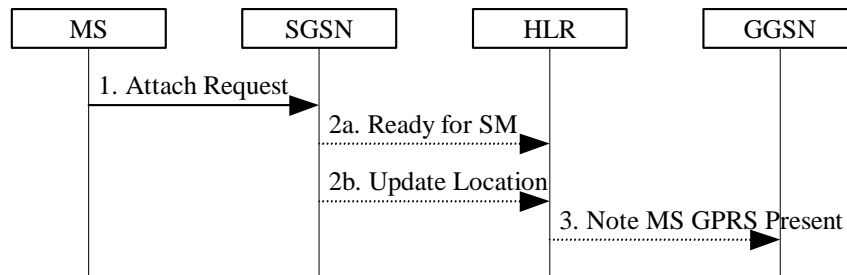 MS
SGSN
HLR
GGSN
1. Attach Request
2a. Ready for SM
2b. Update Location
3. Note MS GPRS Present